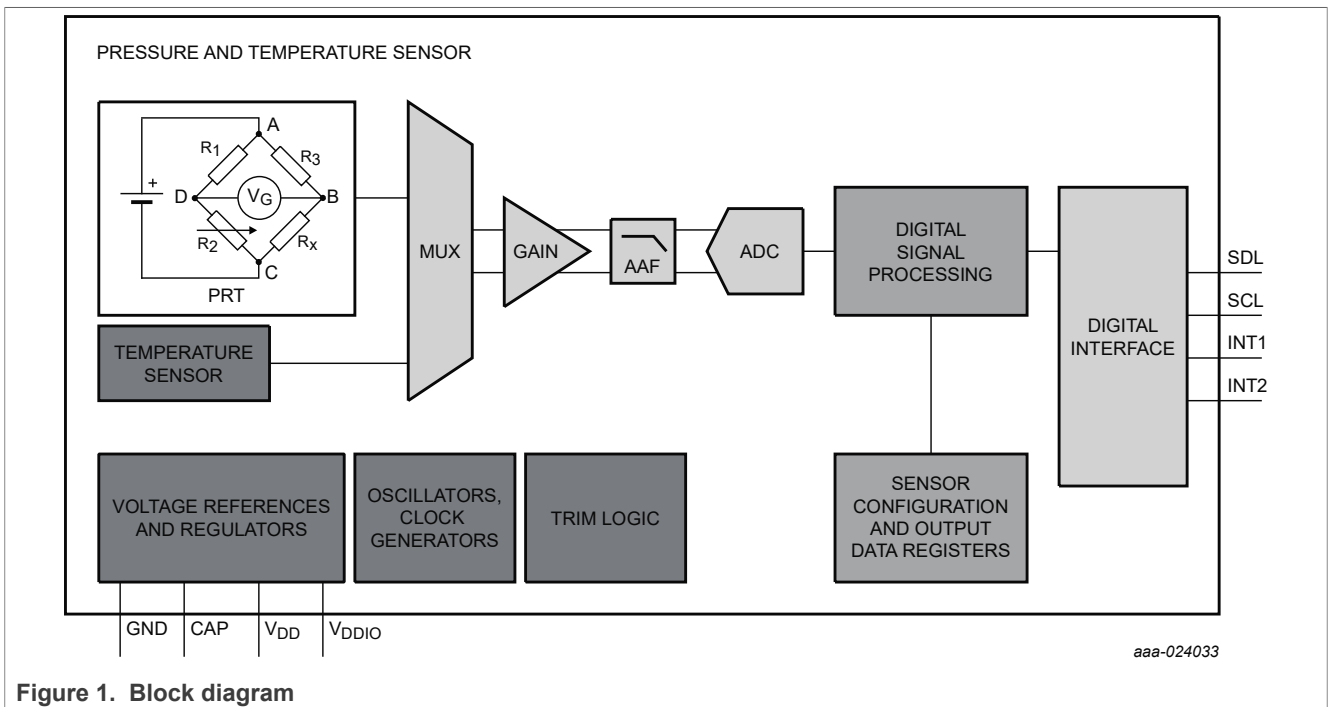 PRESSURE AND TEMPERATURE SENSOR
A
R1
R3
+
D
VG
B
R2
Rx
C
PRT
MUX
GAIN
AAF
ADC
DIGITAL
SIGNAL
PROCESSING
DIGITAL
INTERFACE
SDL
SCL
INT1
INT2
TEMPERATURE
SENSOR
VOLTAGE REFERENCES
AND REGULATORS
OSCILLATORS,
CLOCK
GENERATORS
TRIM LOGIC
SENSOR
CONFIGURATION
AND OUTPUT
DATA REGISTERS
GND
CAP
VDD
VDDIO
aaa-024033
Figure 1. Block diagram